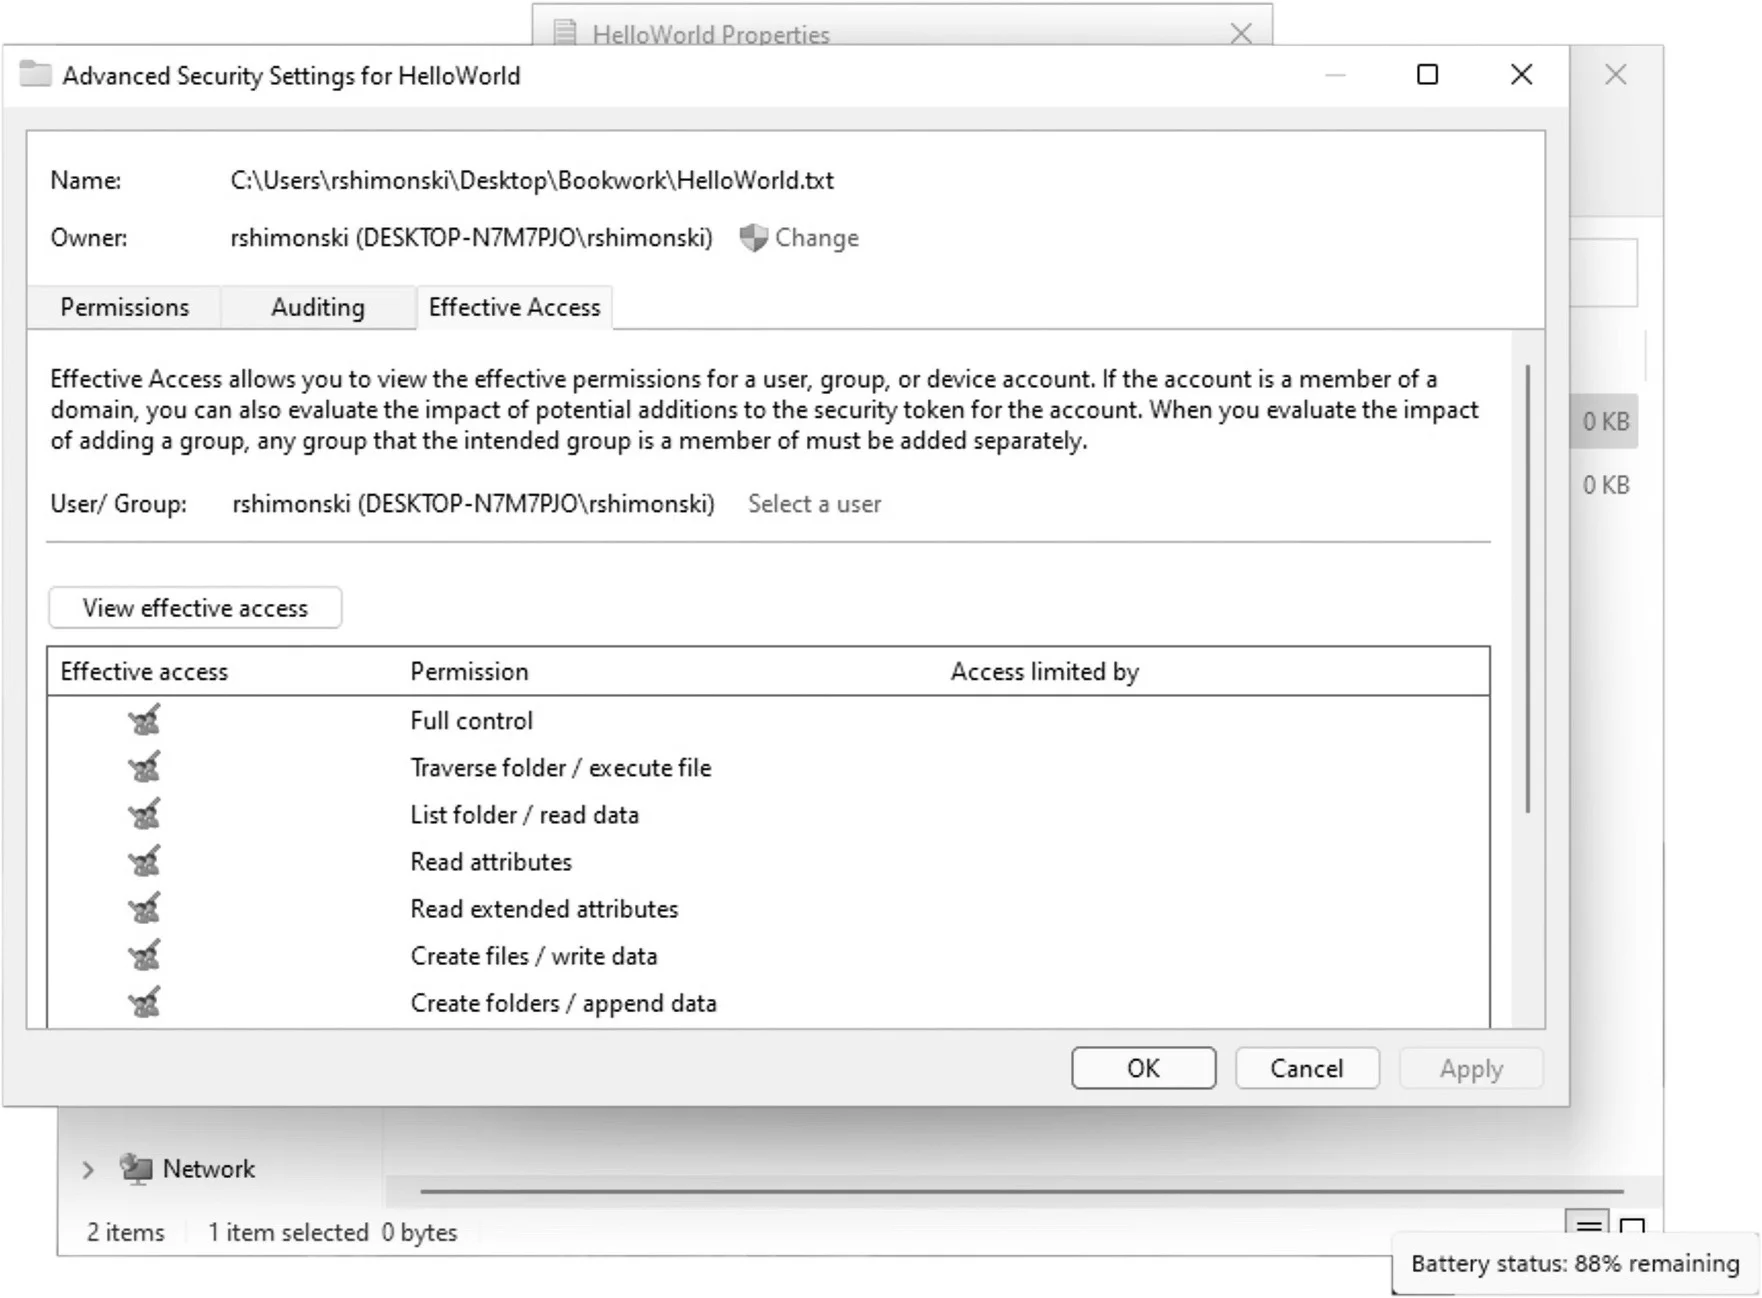 HelloWorld Properties
Advanced Security Settings for HelloWorld
Name: C:\Users\rshimonski\Desktop\Bookwork\HelloWorld.txt
Owner: rshimonski (DESKTOP-N7M7PJO\rshimonski) Change
Permissions Auditing Effective Access
Effective Access allows you to view the effective permissions for a user, group, or device account. If the account is a member of a
domain, you can also evaluate the impact of potential additions to the security token for the account. When you evaluate the impact
of adding a group, any group that the intended group is a member of must be added separately.
0 KB
0 KB
User/ Group: rshimonski (DESKTOP-N7M7PJO\rshimonski) Select a user
View effective access
Effective access Permission Access limited by
Full control
Traverse folder / execute file
List folder / read data
Read attributes
Read extended attributes
Create files / write data
Create folders / append data
OK Cancel Apply
Network
2 items 1 item selected 0 bytes
Battery status: 88% remaining